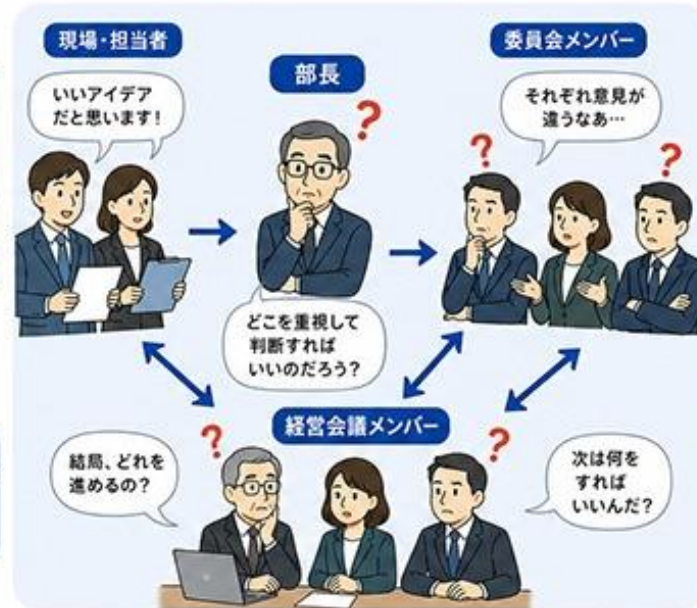 現場・担当者
いいアイデア
だと思います!
部長
?
どこを重視して
判断すれば
いいのだろう?
委員会メンバー
それぞれ意見が
違うなあ…
?
?
経営会議メンバー
?
?
結局、どれを
進めるの?
次は何を
すれば
いいんだ?